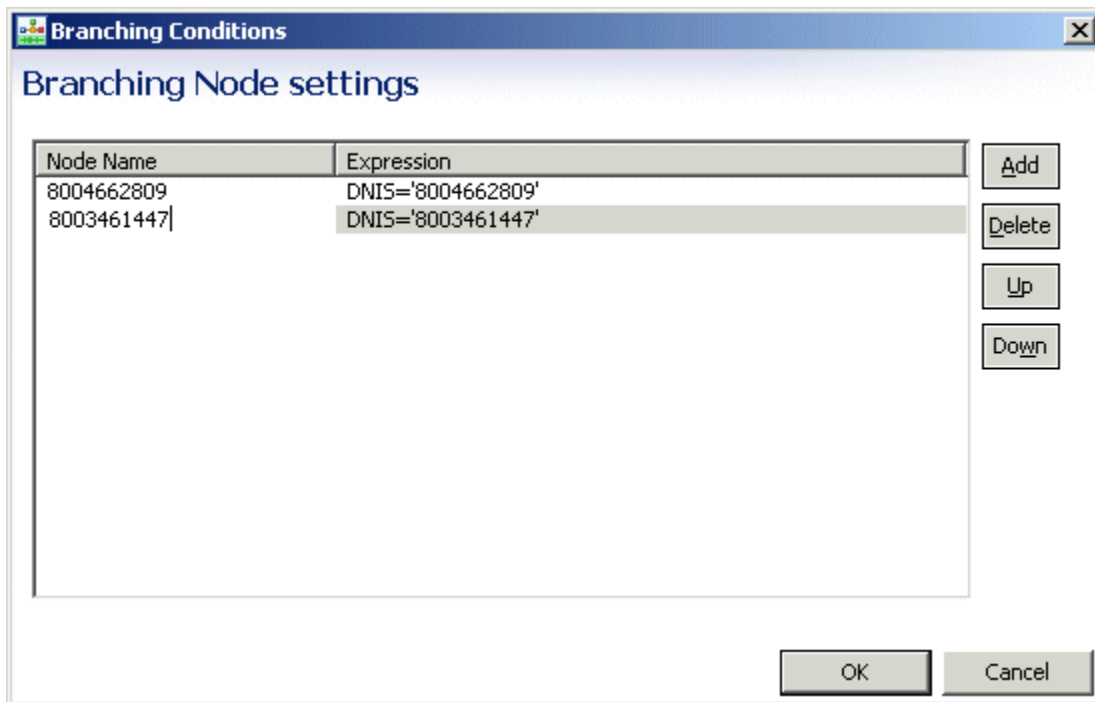 Branching Conditions
Branching Node settings
Node Name Expression
8004662809 DNIS='8004662809'
8003461447 DNIS='8003461447'
Add
Delete
Up
Down
OK Cancel